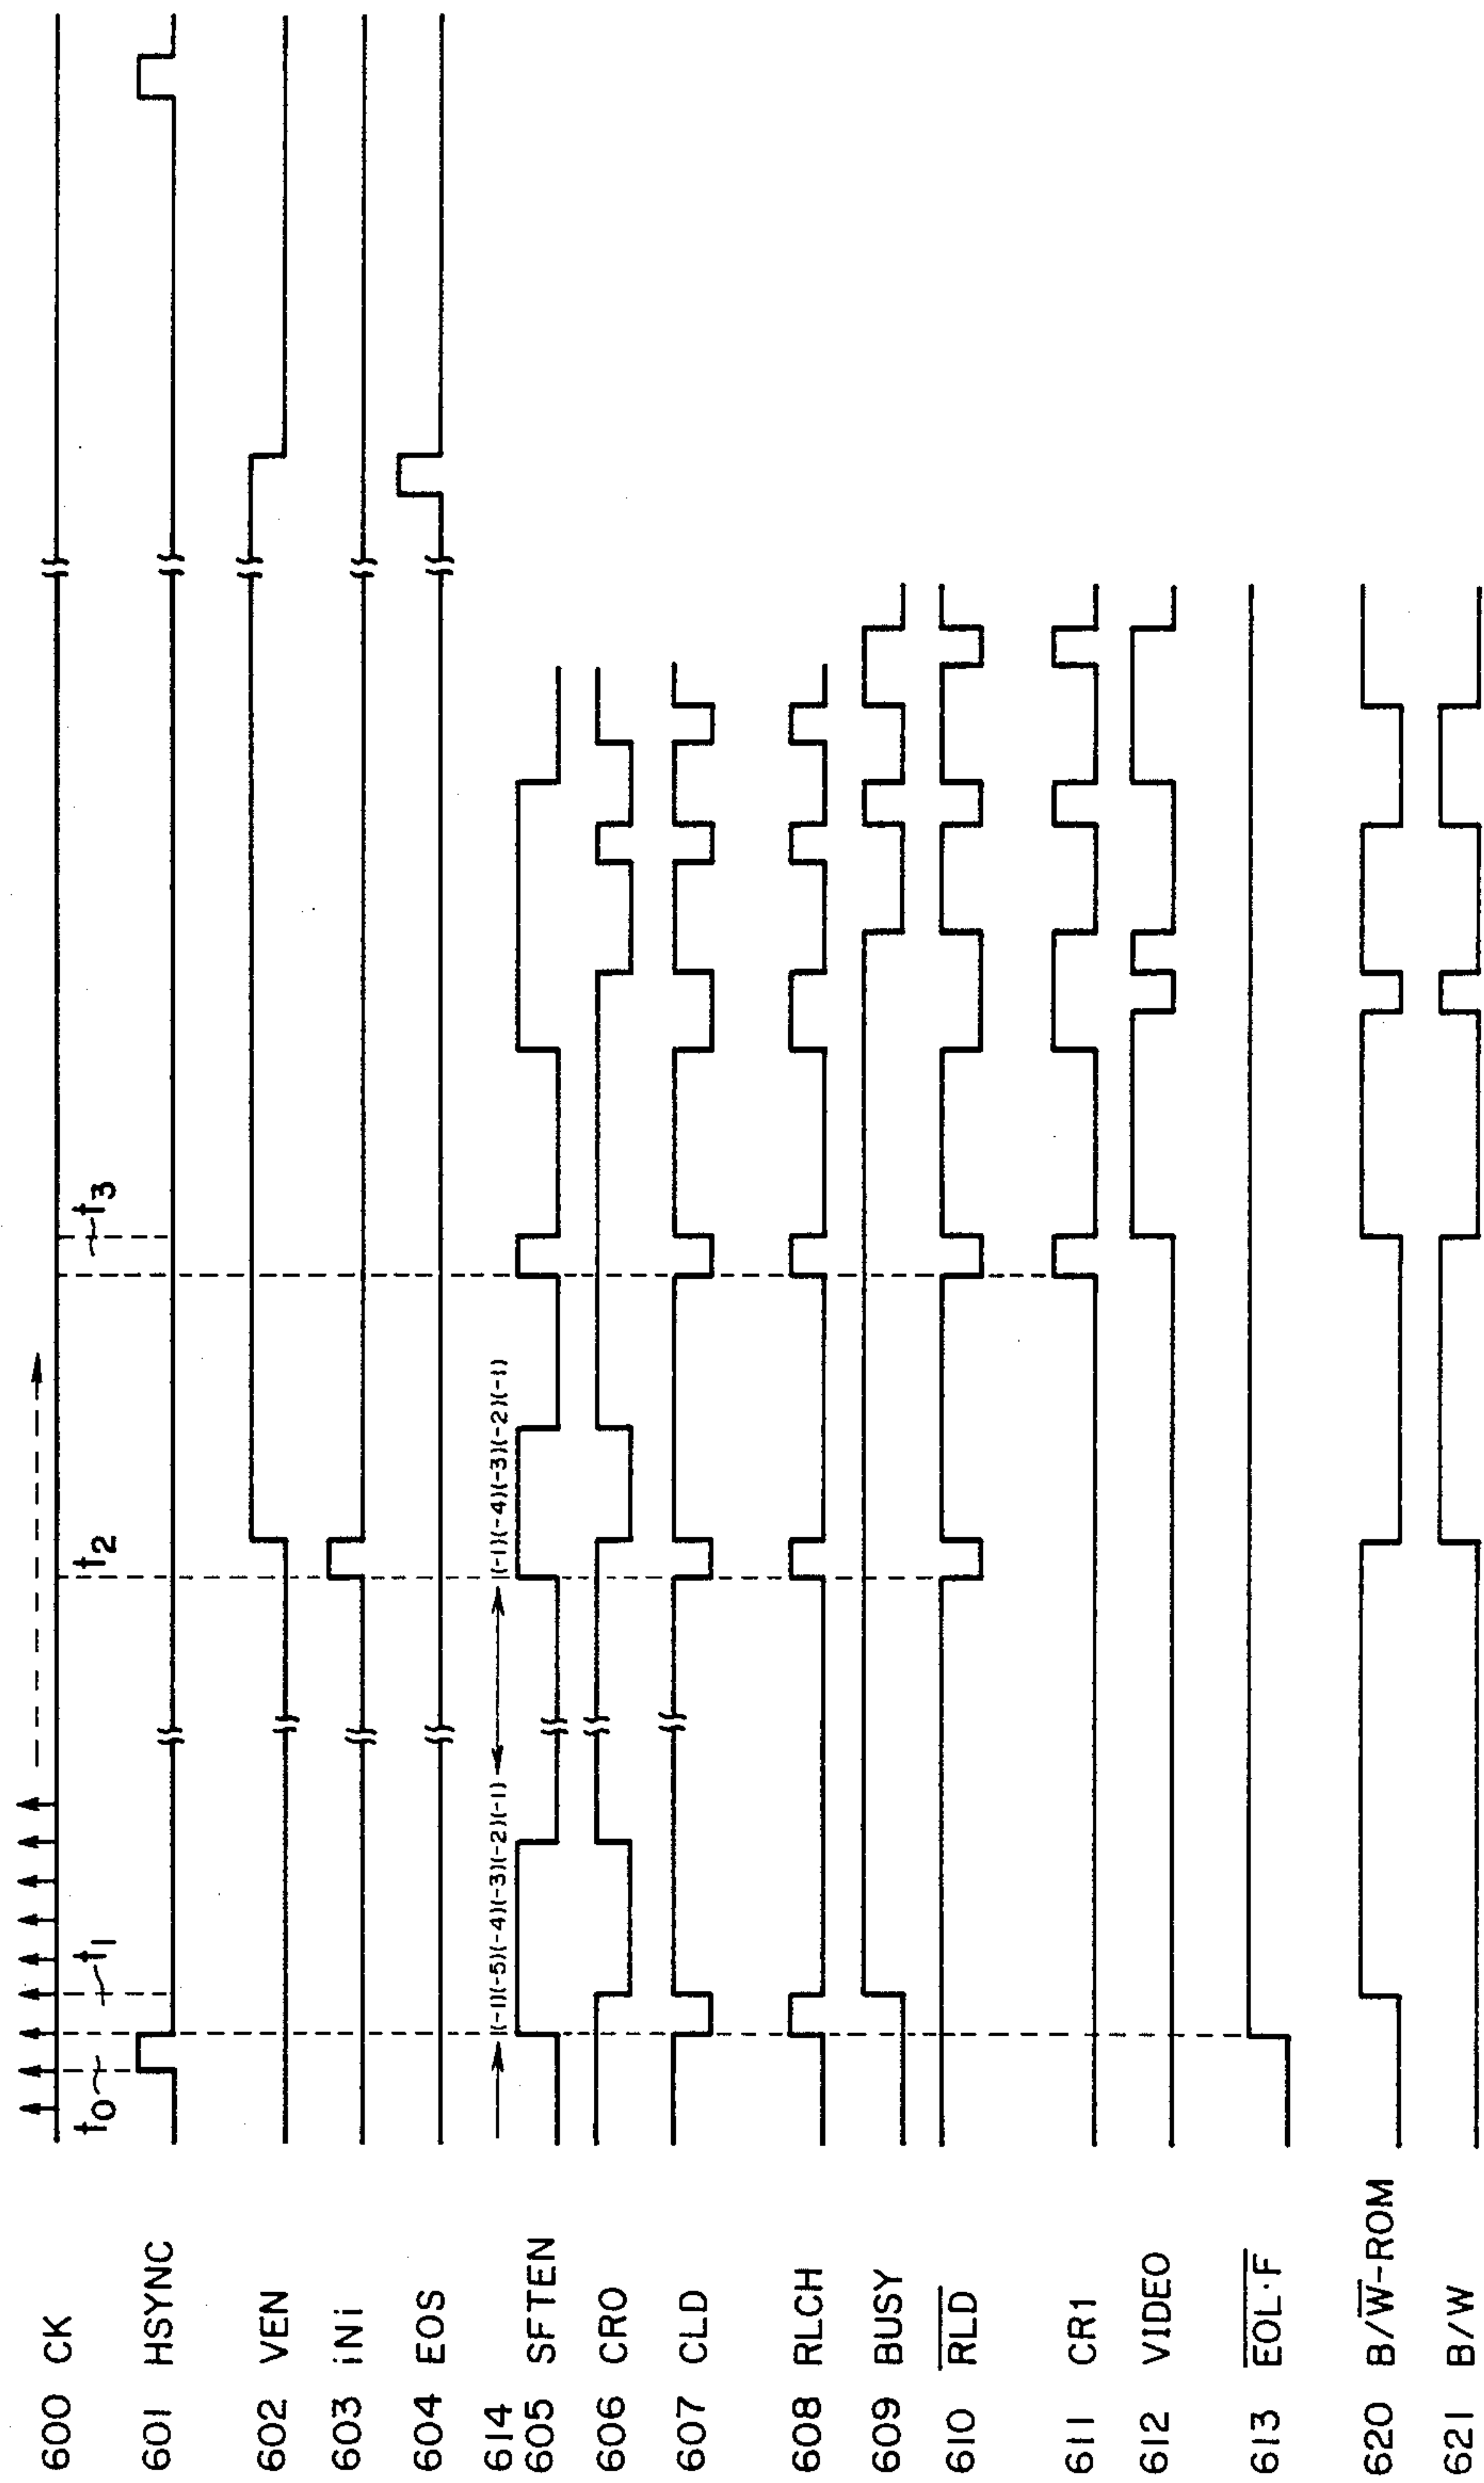 600 CK
601 HSYNC
602 VEN
603 iNi
604 EOS
614
605 SFTEN
606 CRO
607 CLD
608 RLCH
609 BUSY
610 RLD
611 CR1
612 VIDEO
613 EOL·F
620 B/W-ROM
621 B/W
t0
t1
t2
t3
(-1)(-5)(-4)(-3)(-2)(-1)
(-1)(-4)(-3)(-2)(-1)